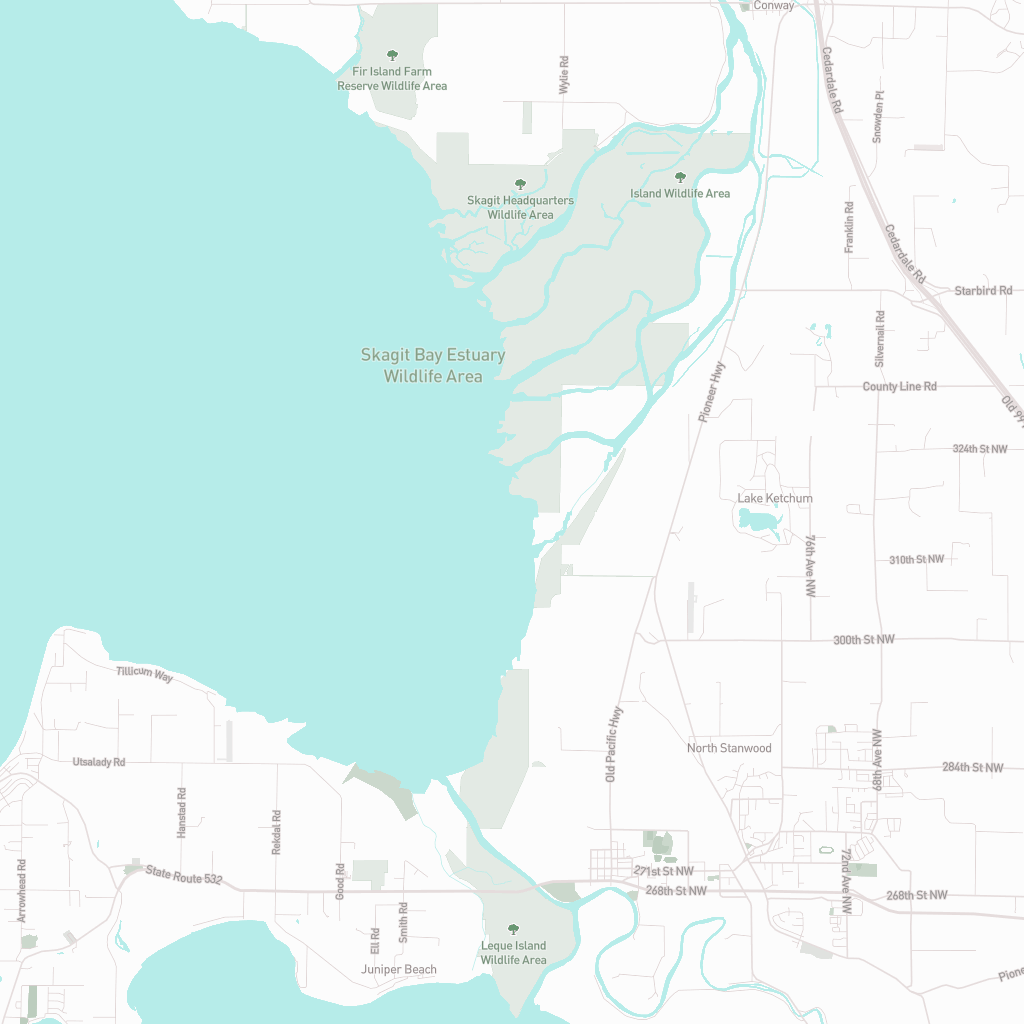 Conway
Cedardale Rd
Fir Island Farm
Reserve Wildlife Area
Wylie Rd
Snowden Pl
Skagit Headquarters
Wildlife Area
Island Wildlife Area
Franklin Rd
Cedardale Rd
Starbird Rd
Silvernail Rd
Skagit Bay Estuary
Wildlife Area
Pioneer Hwy
County Line Rd
Old 99
324th St NW
Lake Ketchum
76th Ave NW
310th St NW
300th St NW
Tillicum Way
Old Pacific Hwy
North Stanwood
68th Ave NW
Utsalady Rd
284th St NW
Hanstad Rd
Rekdal Rd
Good Rd
State Route 532
Arrowhead Rd
271st St NW
268th St NW
72nd Ave NW
268th St NW
Smith Rd
Ell Rd
Leque Island
Wildlife Area
Juniper Beach
Pione